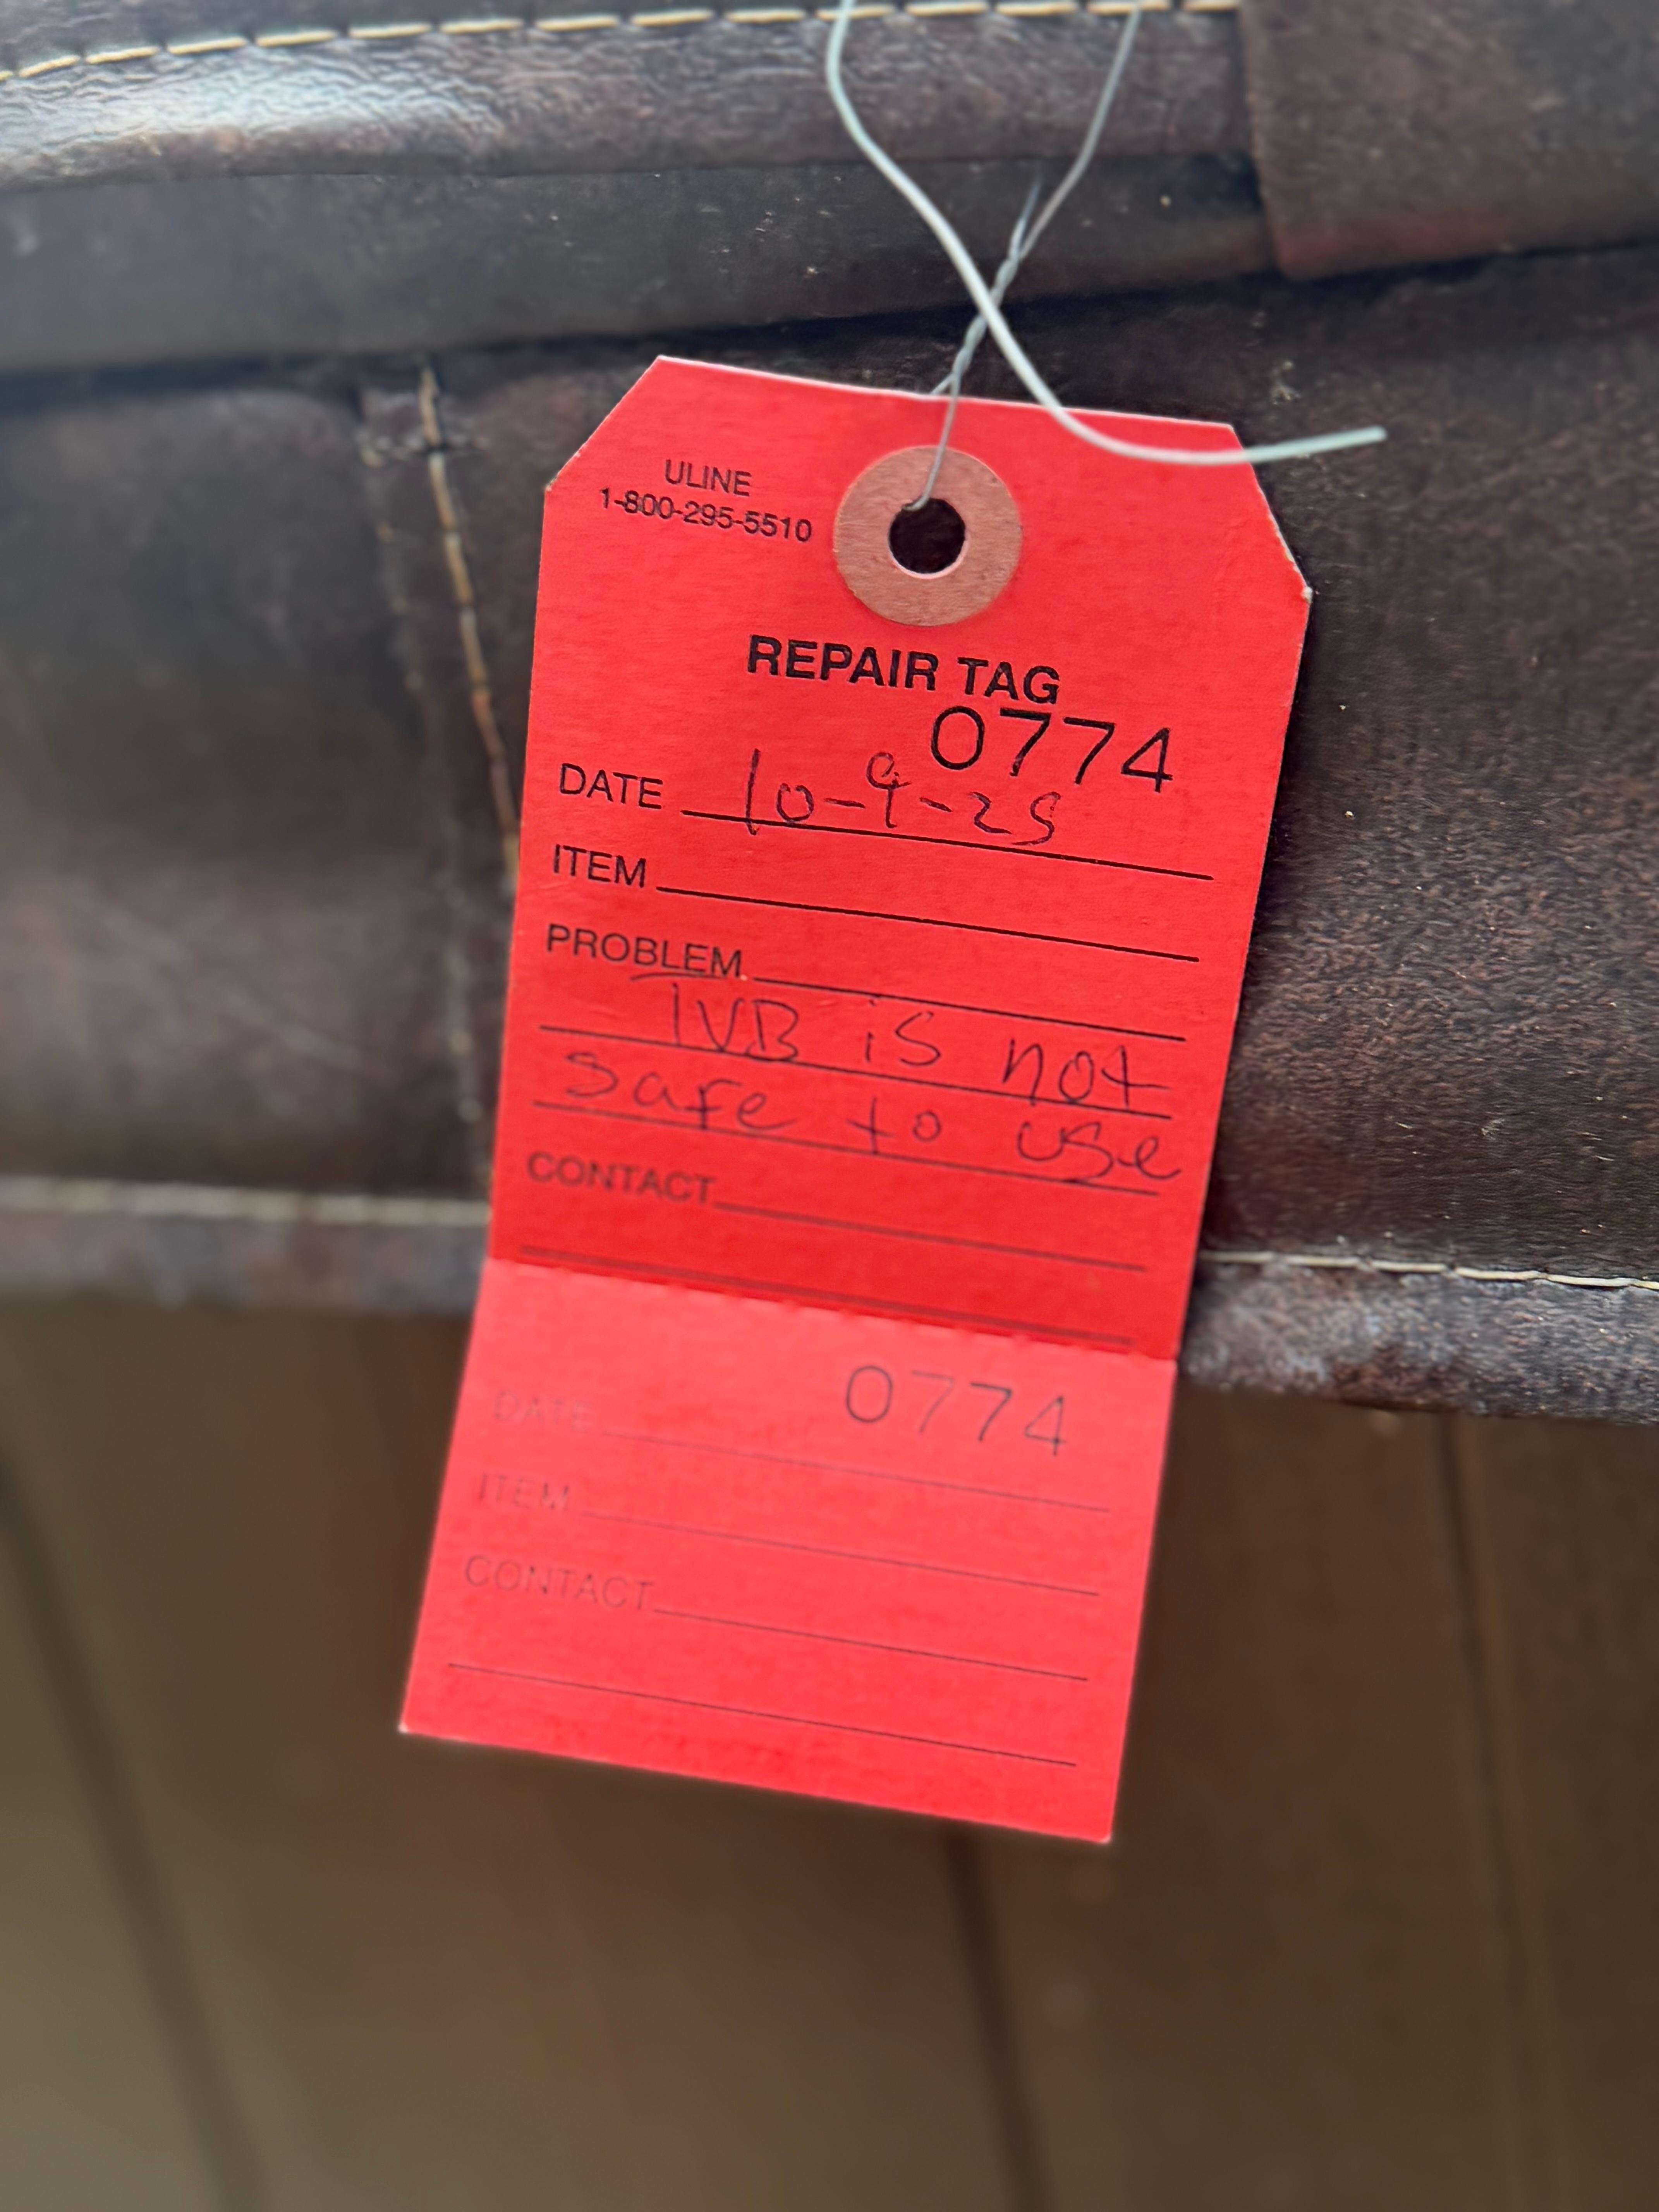 ULINE
1-800-295-5510
REPAIR TAG
0774
DATE 10-9-25
ITEM
PROBLEM
TUB is not
safe to use
CONTACT
0774
DATE
ITEM
CONTACT